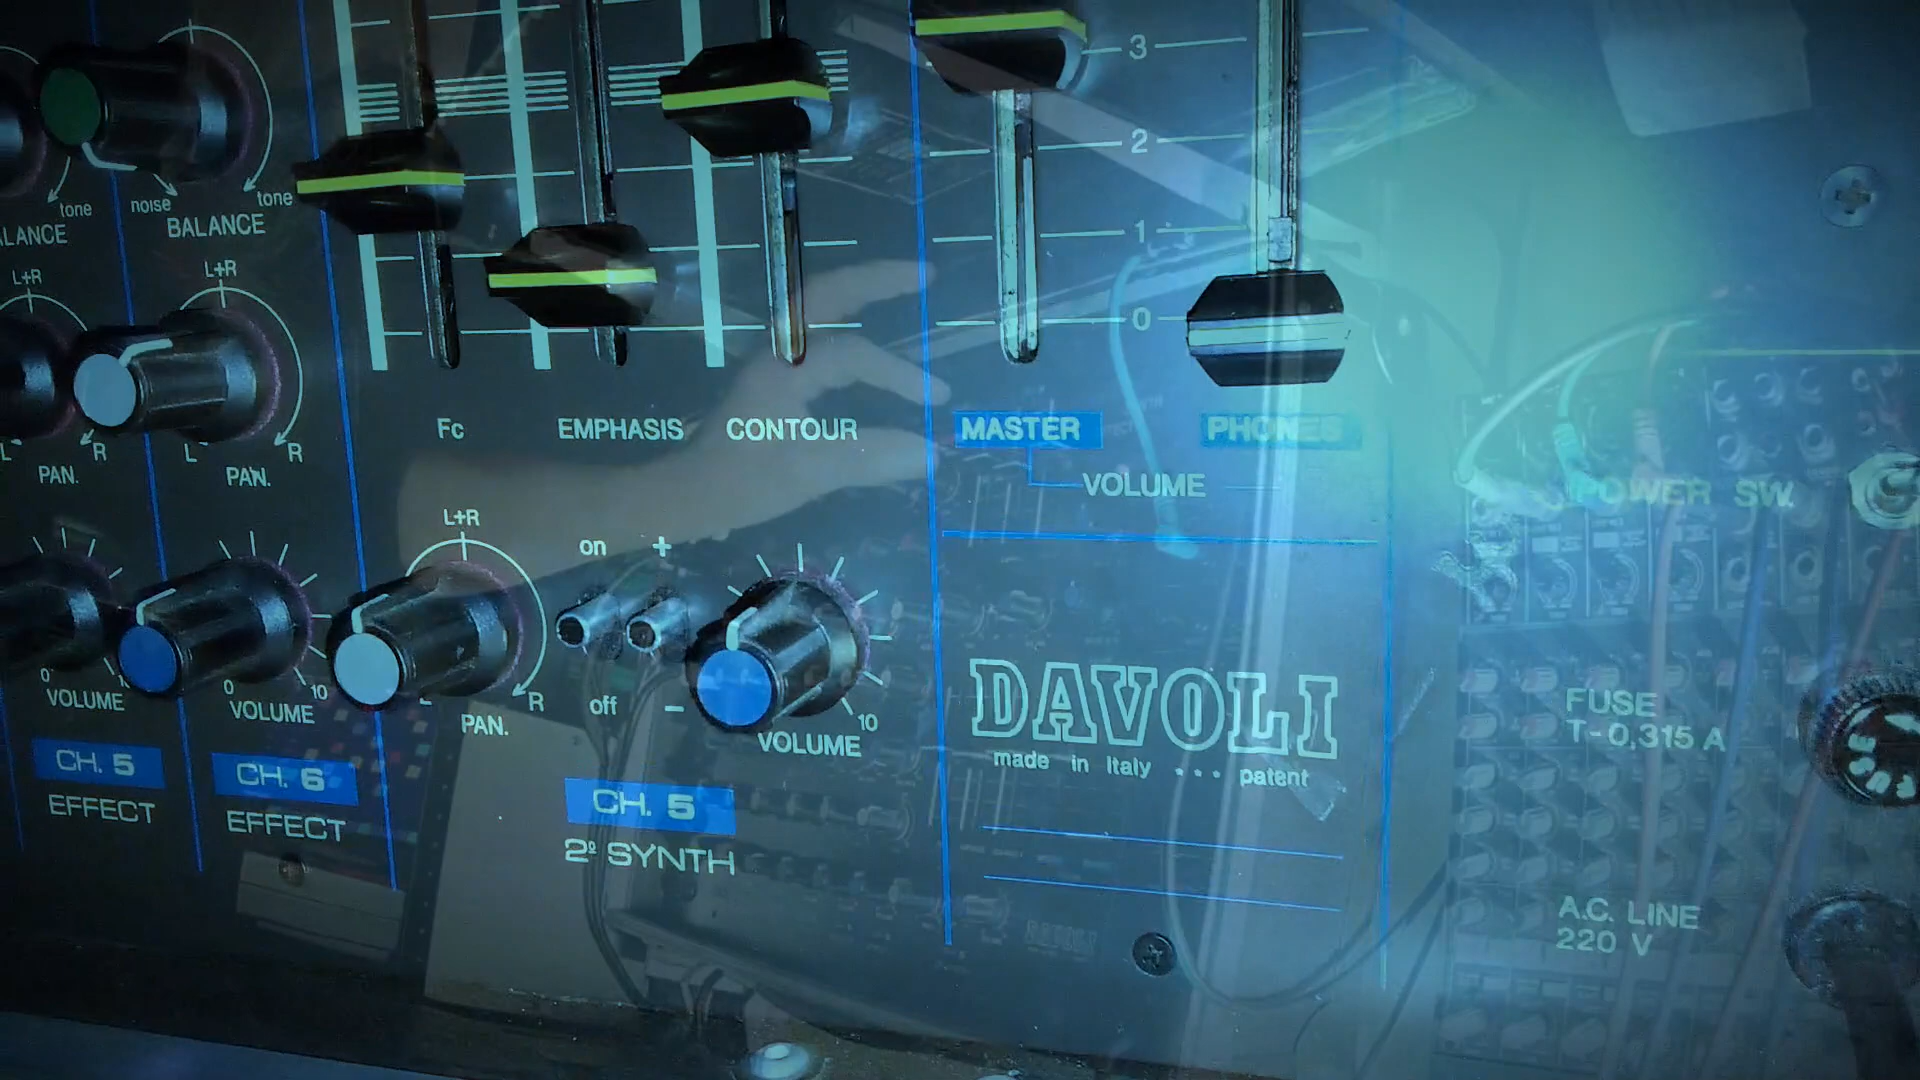 3
2
1
0
tone
noise
tone
BALANCE
LANCE
L+R
L+R
L
R
L
R
PAN.
PAN.
Fc
EMPHASIS
CONTOUR
MASTER
PHONES
VOLUME
POWER SW.
L+R
on
+
off
−
R
PAN.
0
VOLUME
0
10
VOLUME
10
VOLUME
CH. 5
EFFECT
CH. 6
EFFECT
CH. 5
2º SYNTH
DAVOLI
made in Italy ... patent
FUSE
T-0,315 A
FUSE
A.C. LINE
220 V